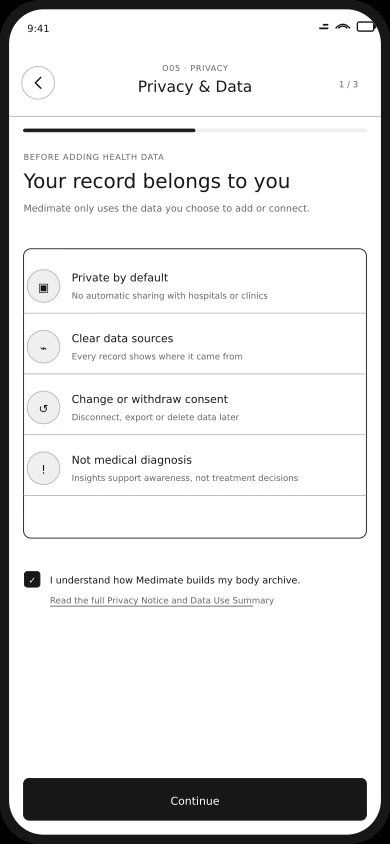 9:41
O05 · PRIVACY
Privacy & Data
1 / 3
BEFORE ADDING HEALTH DATA
Your record belongs to you
Medimate only uses the data you choose to add or connect.
Private by default
No automatic sharing with hospitals or clinics
Clear data sources
Every record shows where it came from
Change or withdraw consent
Disconnect, export or delete data later
!
Not medical diagnosis
Insights support awareness, not treatment decisions
✓
I understand how Medimate builds my body archive.
Read the full Privacy Notice and Data Use Summary
Continue